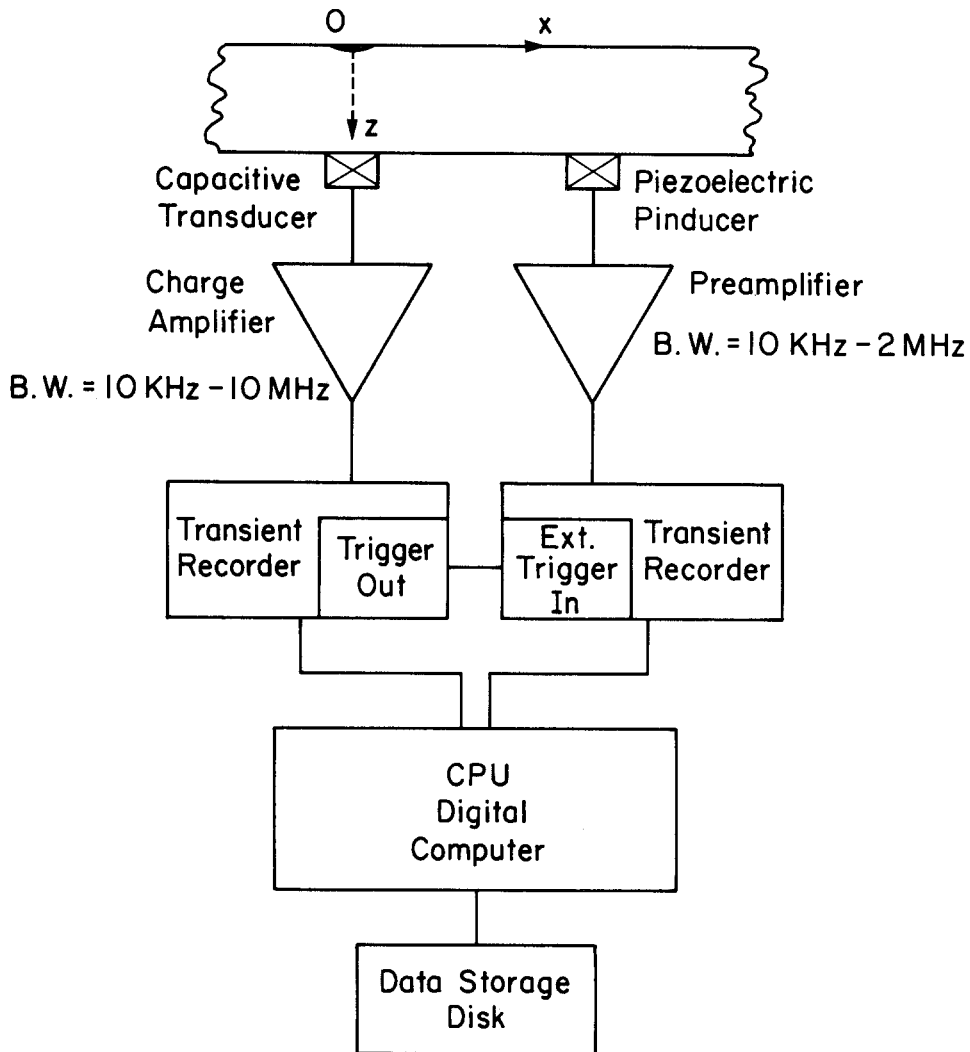 O
x
z
Capacitive
Transducer
Piezoelectric
Pinducer
Charge
Amplifier
Preamplifier
B. W. = 10 KHz - 10 MHz
B. W. = 10 KHz - 2 MHz
Transient
Recorder
Trigger
Out
Ext.
Trigger
In
Transient
Recorder
CPU
Digital
Computer
Data Storage
Disk